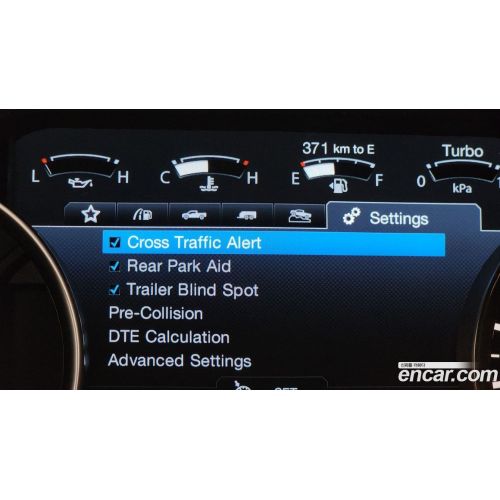 371 km to E
Turbo
L H C H E F 0 kPa
Settings
Cross Traffic Alert
Rear Park Aid
Trailer Blind Spot
Pre-Collision
DTE Calculation
Advanced Settings
encar.com